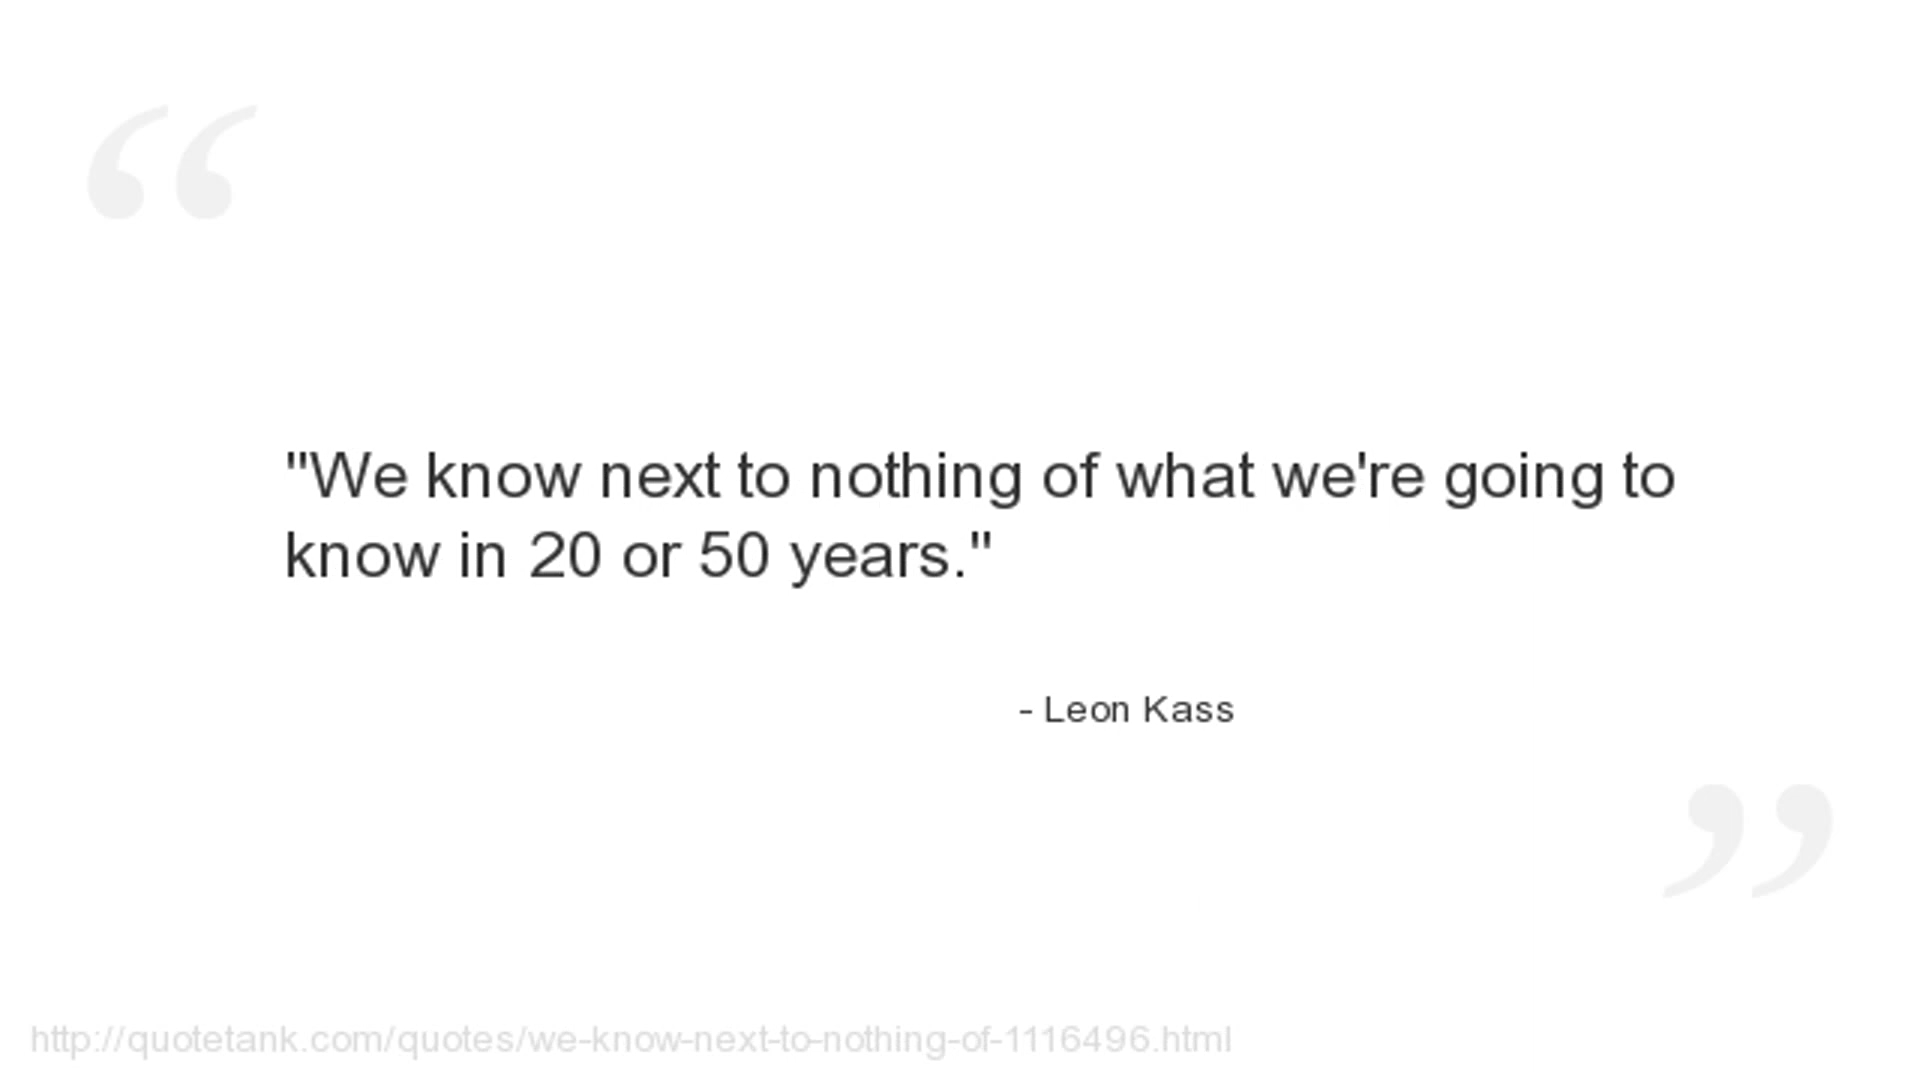 "We know next to nothing of what we're going to
know in 20 or 50 years."
- Leon Kass
http://quotetank.com/quotes/we-know-next-to-nothing-of-1116496.html